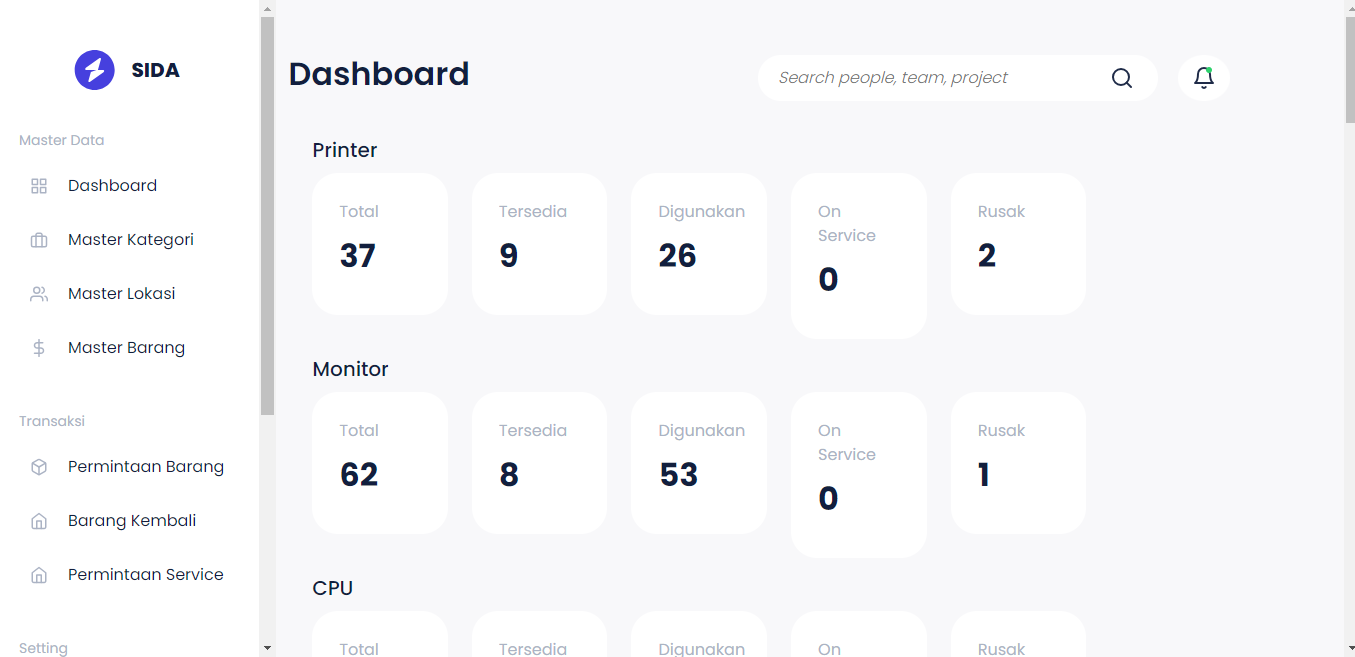 SIDA
Master Data
Dashboard
Master Kategori
Master Lokasi
Master Barang
Transaksi
Permintaan Barang
Barang Kembali
Permintaan Service
Setting
Dashboard
Search people, team, project
Printer
Total
37
Tersedia
9
Digunakan
26
On
Service
0
Rusak
2
Monitor
Total
62
Tersedia
8
Digunakan
53
On
Service
0
Rusak
1
CPU
Total
Tersedia
Digunakan
On
Rusak